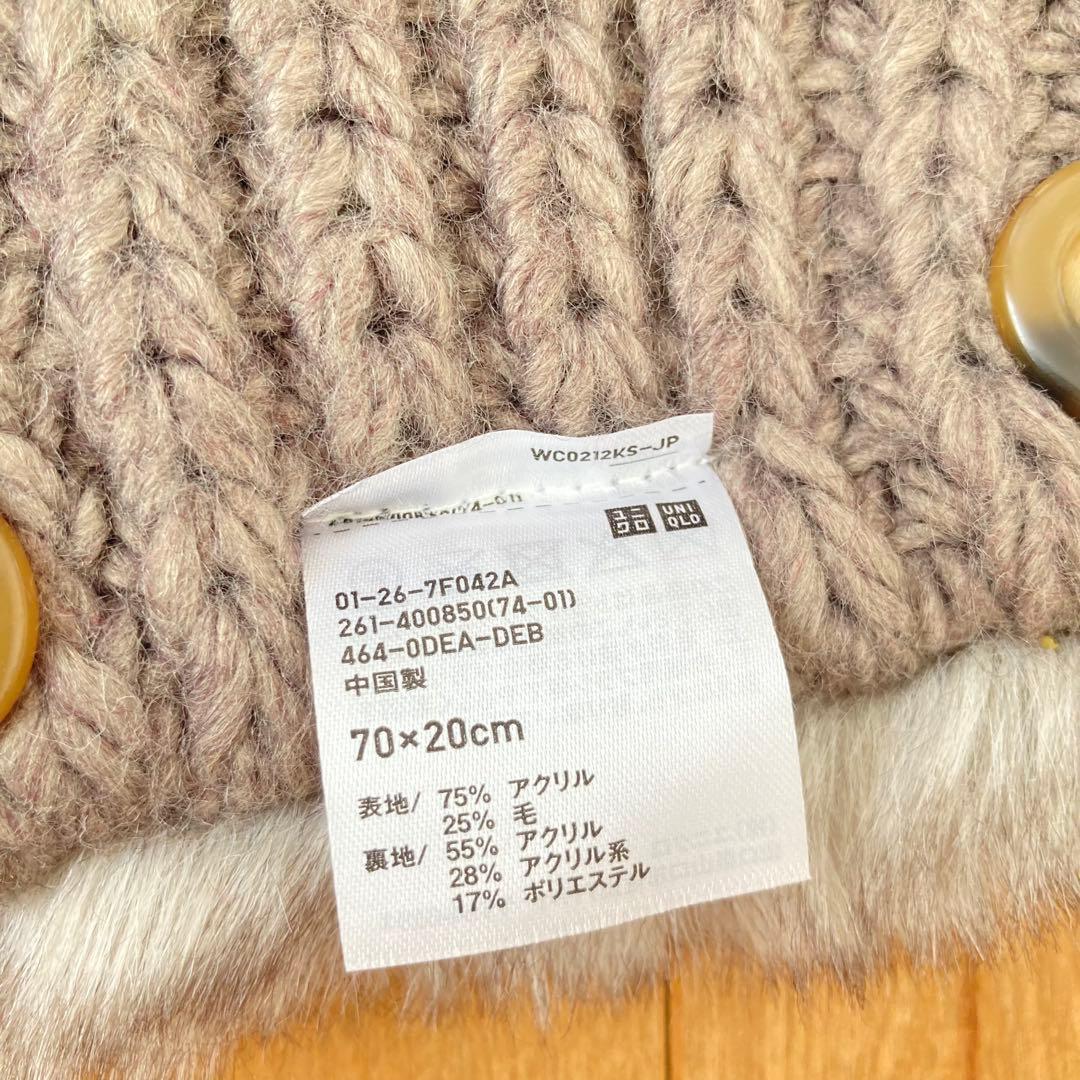 WC0212KS-JP
ユニ
クロ
UNI
QLO
01-26-7F042A
261-400850(74-01)
464-0DEA-DEB
中国製
70×20cm
表地/ 75% アクリル
25% 毛
裏地/ 55% アクリル
28% アクリル系
17% ポリエステル